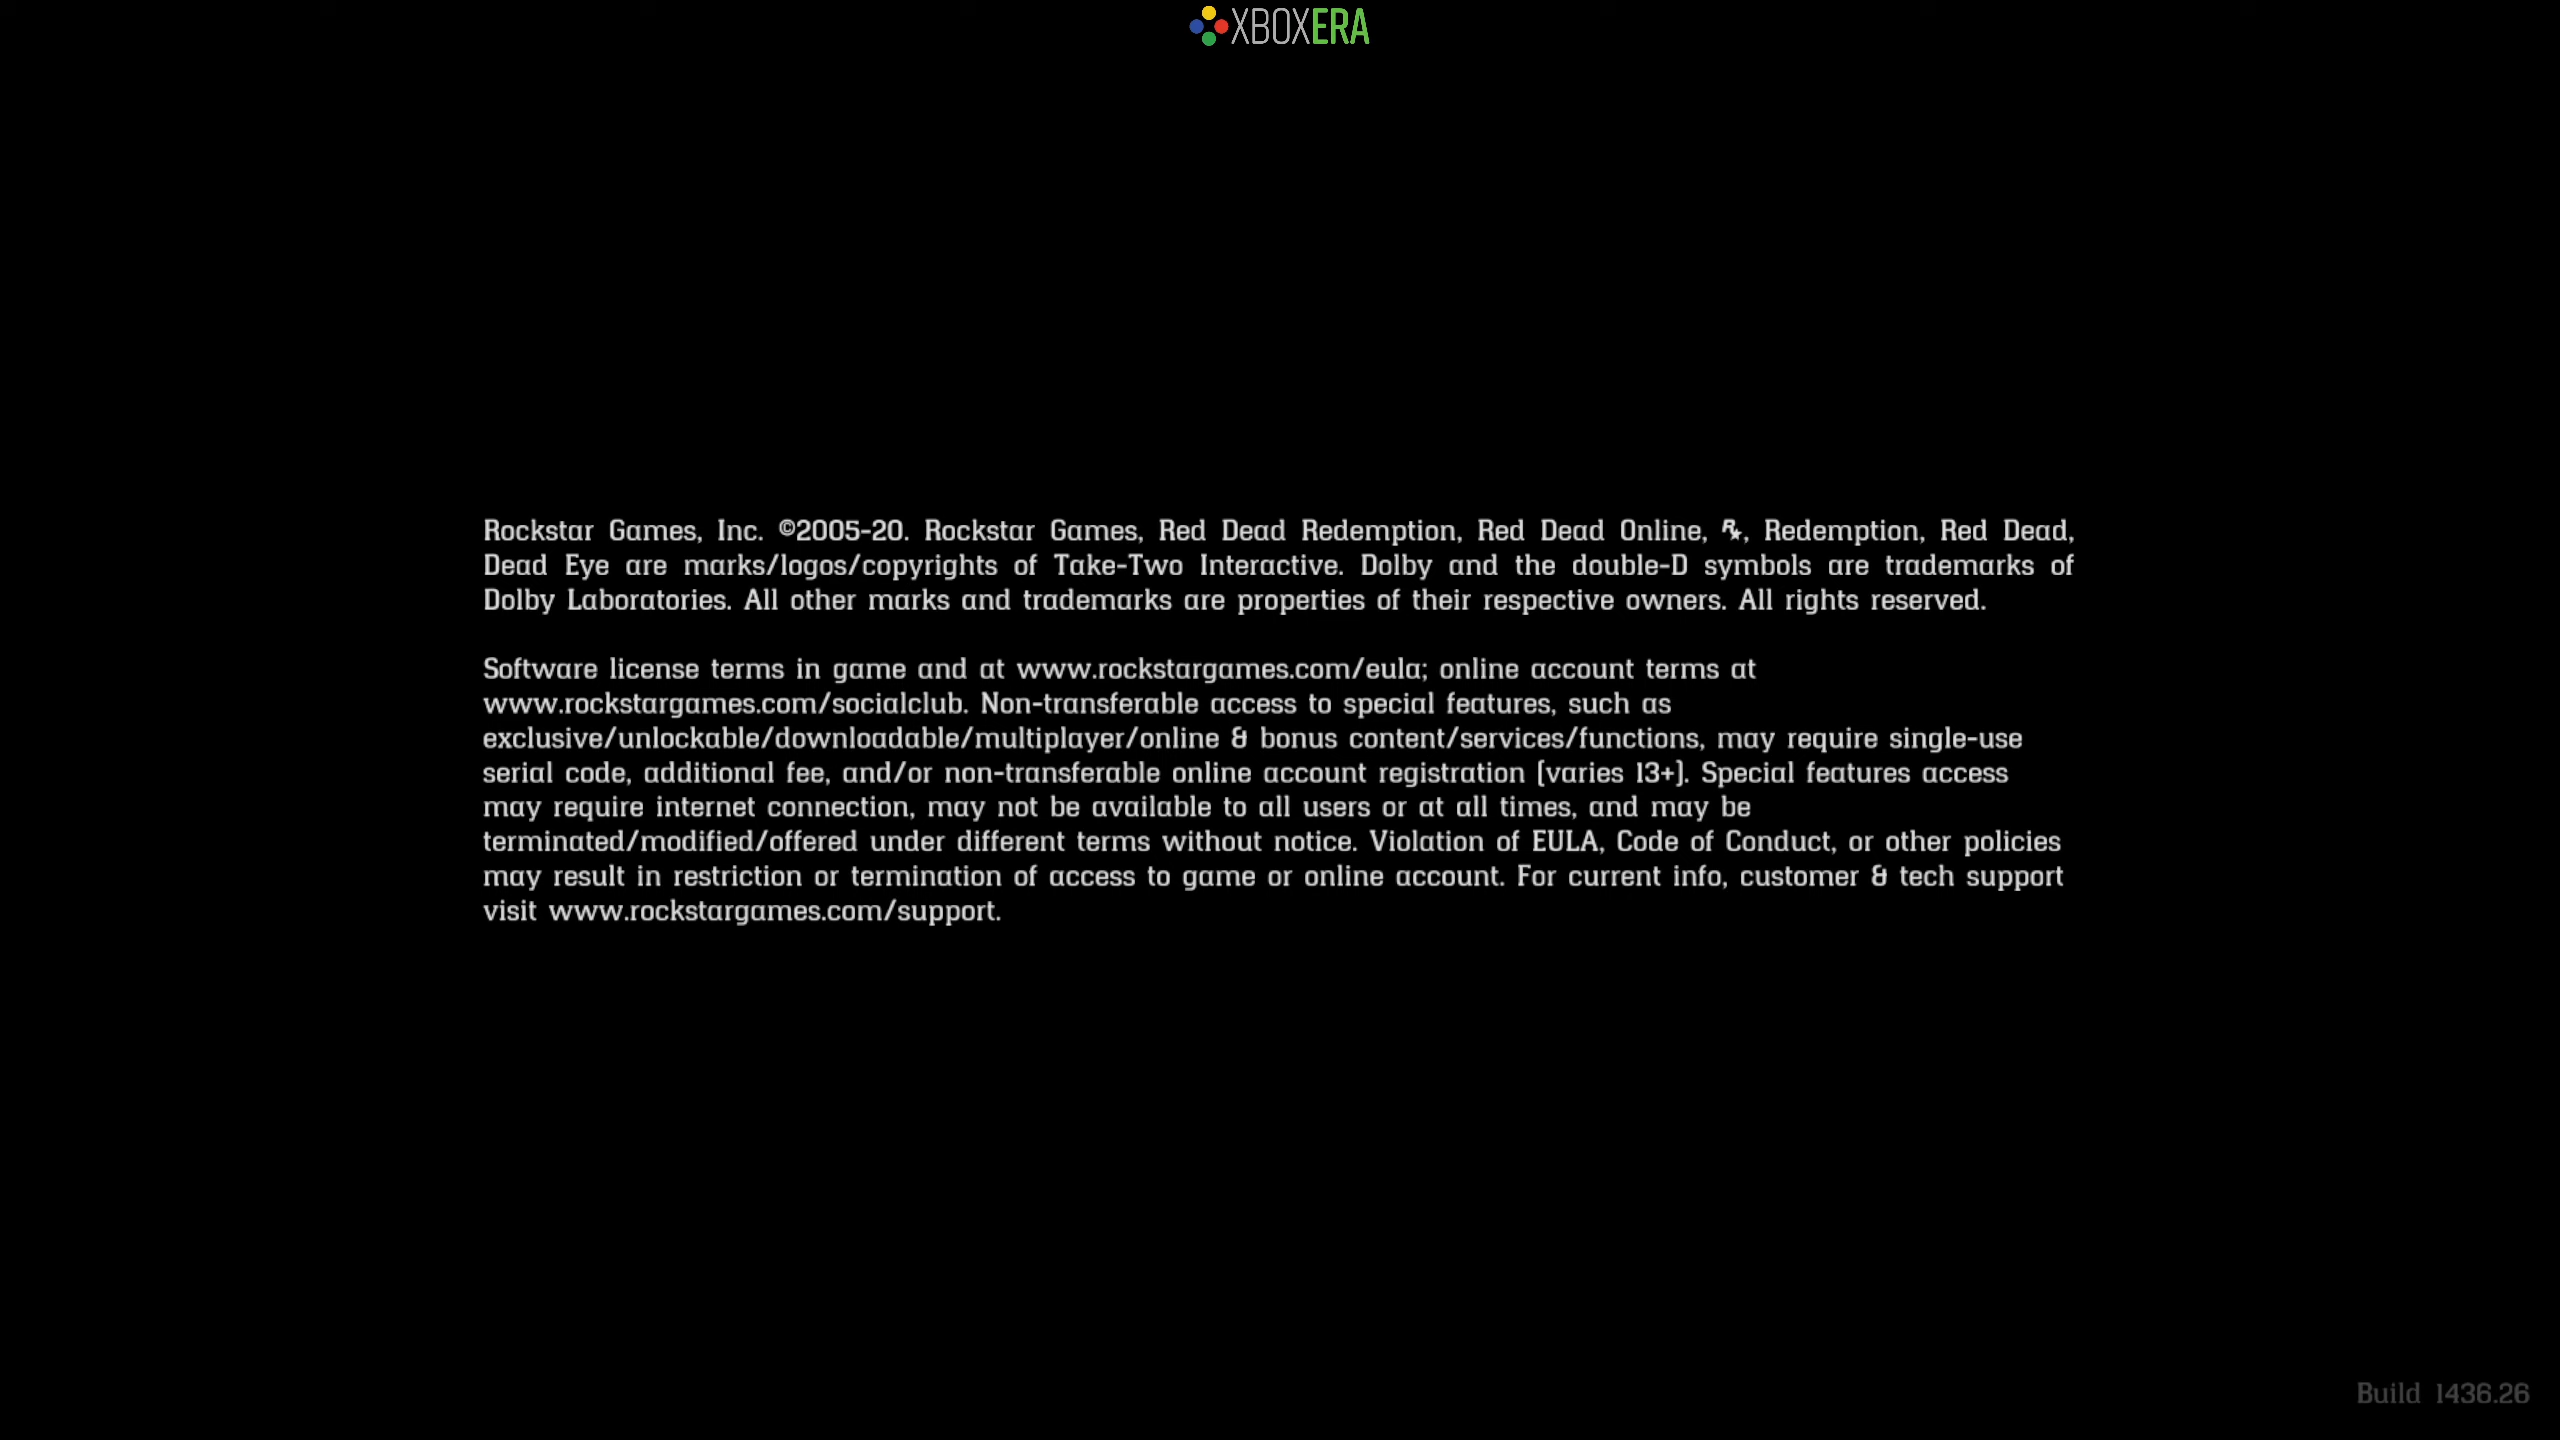 XBOXERA
Rockstar Games, Inc. ©2005-20. Rockstar Games, Red Dead Redemption, Red Dead Online, R★, Redemption, Red Dead,
Dead Eye are marks/logos/copyrights of Take-Two Interactive. Dolby and the double-D symbols are trademarks of
Dolby Laboratories. All other marks and trademarks are properties of their respective owners. All rights reserved.
Software license terms in game and at www.rockstargames.com/eula; online account terms at
www.rockstargames.com/socialclub. Non-transferable access to special features, such as
exclusive/unlockable/downloadable/multiplayer/online & bonus content/services/functions, may require single-use
serial code, additional fee, and/or non-transferable online account registration (varies 13+). Special features access
may require internet connection, may not be available to all users or at all times, and may be
terminated/modified/offered under different terms without notice. Violation of EULA, Code of Conduct, or other policies
may result in restriction or termination of access to game or online account. For current info, customer & tech support
visit www.rockstargames.com/support.
Build 1436.26